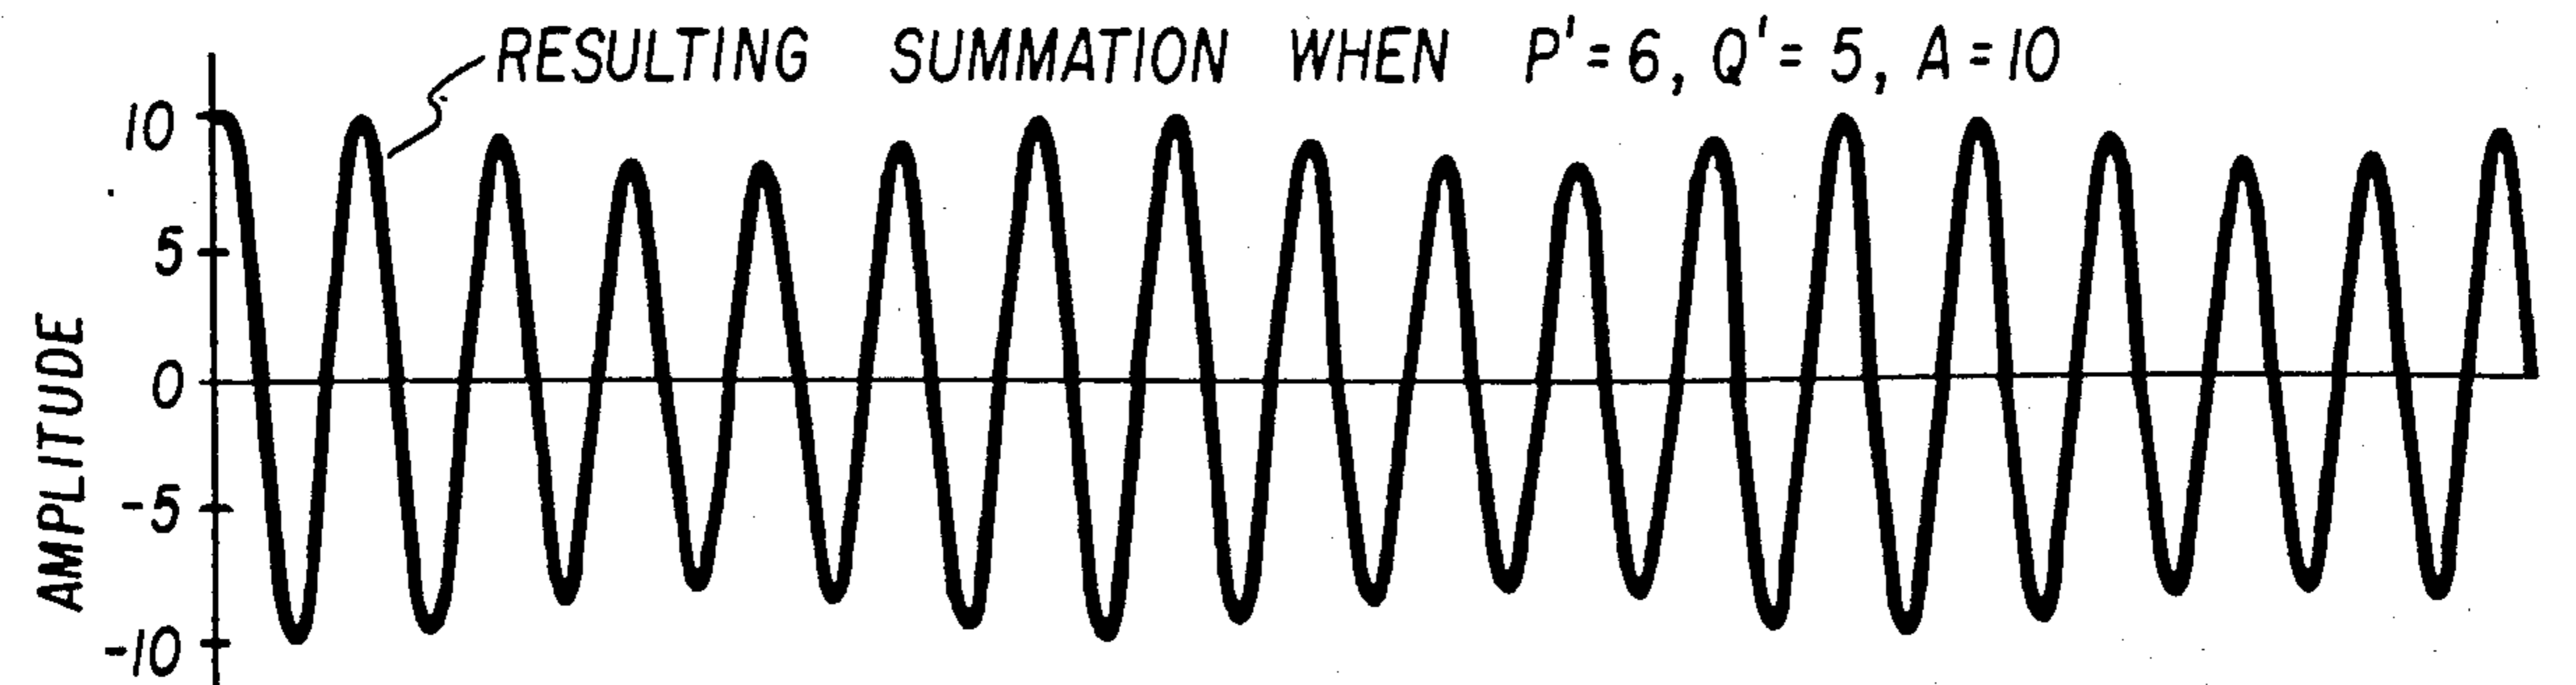 RESULTING SUMMATION WHEN P'=6, Q'=5, A=10
10
5
0
-5
-10
AMPLITUDE